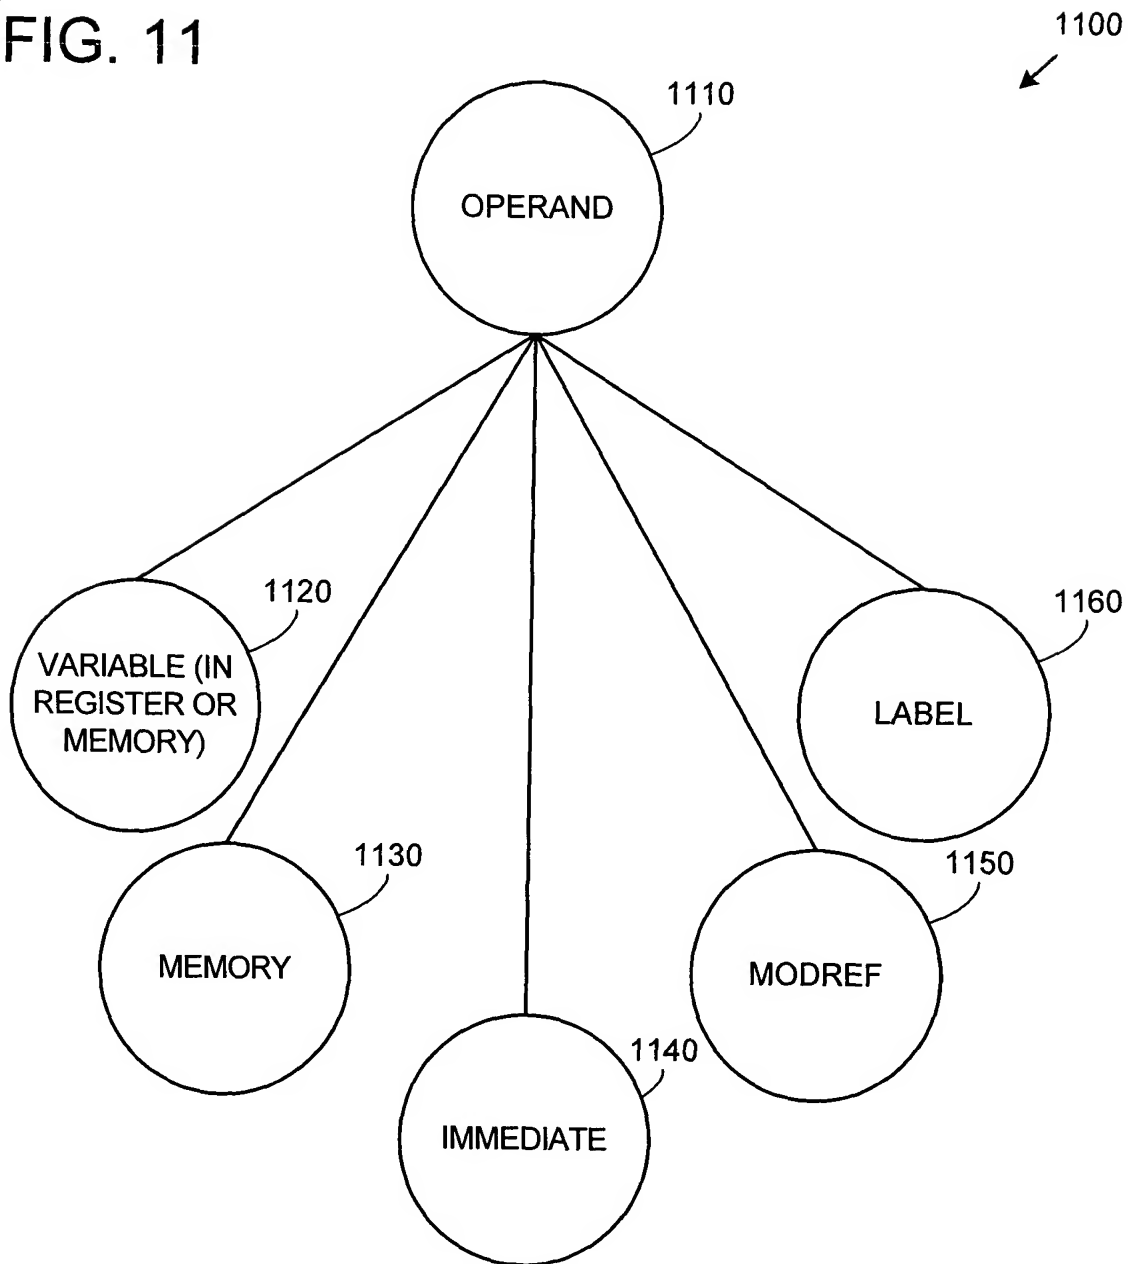 FIG. 11
1100
1110
OPERAND
1120
VARIABLE (IN
REGISTER OR
MEMORY)
1160
LABEL
1130
MEMORY
1150
MODREF
1140
IMMEDIATE